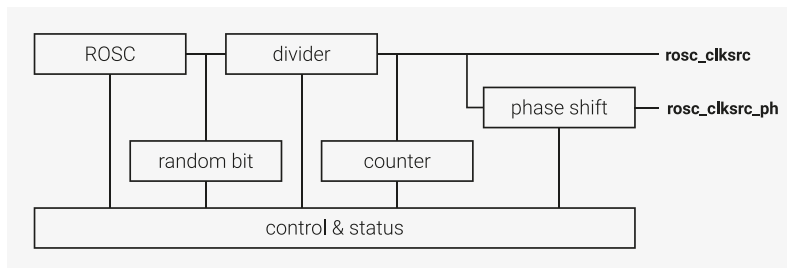 ROSC
divider
rosc_clksrc
phase shift
rosc_clksrc_ph
random bit
counter
control & status